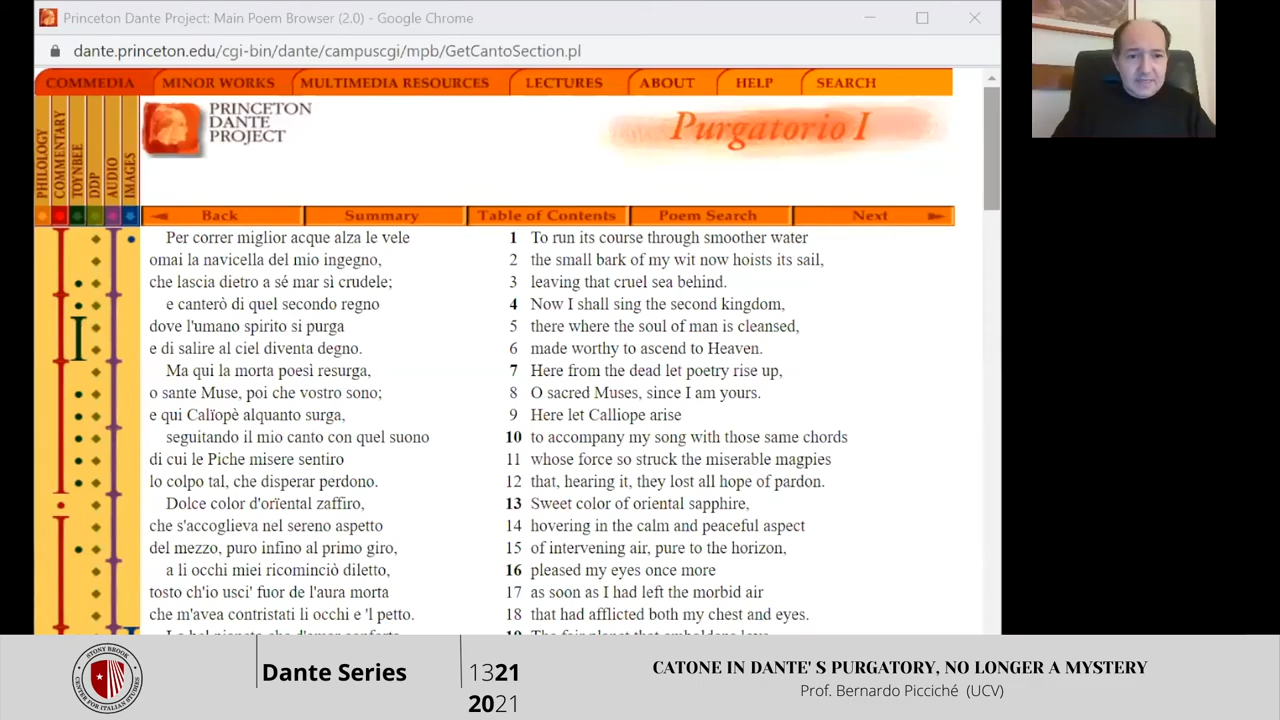 Princeton Dante Project: Main Poem Browser (2.0) - Google Chrome
dante.princeton.edu/cgi-bin/dante/campuscgi/mpb/GetCantoSection.pl
COMMEDIA MINOR WORKS MULTIMEDIA RESOURCES LECTURES ABOUT HELP SEARCH
PHILOLOGY
COMMENTARY
TOYNBEE
DDP
AUDIO
IMAGES
PRINCETON
DANTE
PROJECT
Purgatorio I
Back Summary Table of Contents Poem Search Next
Per correr miglior acque alza le vele 1 To run its course through smoother water
omai la navicella del mio ingegno, 2 the small bark of my wit now hoists its sail,
che lascia dietro a sé mar sì crudele; 3 leaving that cruel sea behind.
e canterò di quel secondo regno 4 Now I shall sing the second kingdom,
dove l'umano spirito si purga 5 there where the soul of man is cleansed,
e di salire al ciel diventa degno. 6 made worthy to ascend to Heaven.
Ma qui la morta poesì resurga, 7 Here from the dead let poetry rise up,
o sante Muse, poi che vostro sono; 8 O sacred Muses, since I am yours.
e qui Calïopè alquanto surga, 9 Here let Calliope arise
seguitando il mio canto con quel suono 10 to accompany my song with those same chords
di cui le Piche misere sentiro 11 whose force so struck the miserable magpies
lo colpo tal, che disperar perdono. 12 that, hearing it, they lost all hope of pardon.
Dolce color d'orïental zaffiro, 13 Sweet color of oriental sapphire,
che s'accoglieva nel sereno aspetto 14 hovering in the calm and peaceful aspect
del mezzo, puro infino al primo giro, 15 of intervening air, pure to the horizon,
a li occhi miei ricominciò diletto, 16 pleased my eyes once more
tosto ch'io usci' fuor de l'aura morta 17 as soon as I had left the morbid air
che m'avea contristati li occhi e 'l petto. 18 that had afflicted both my chest and eyes.
STONY BROOK
CENTER FOR ITALIAN STUDIES
Dante Series
1321
2021
CATONE IN DANTE' S PURGATORY, NO LONGER A MYSTERY
Prof. Bernardo Picciché (UCV)